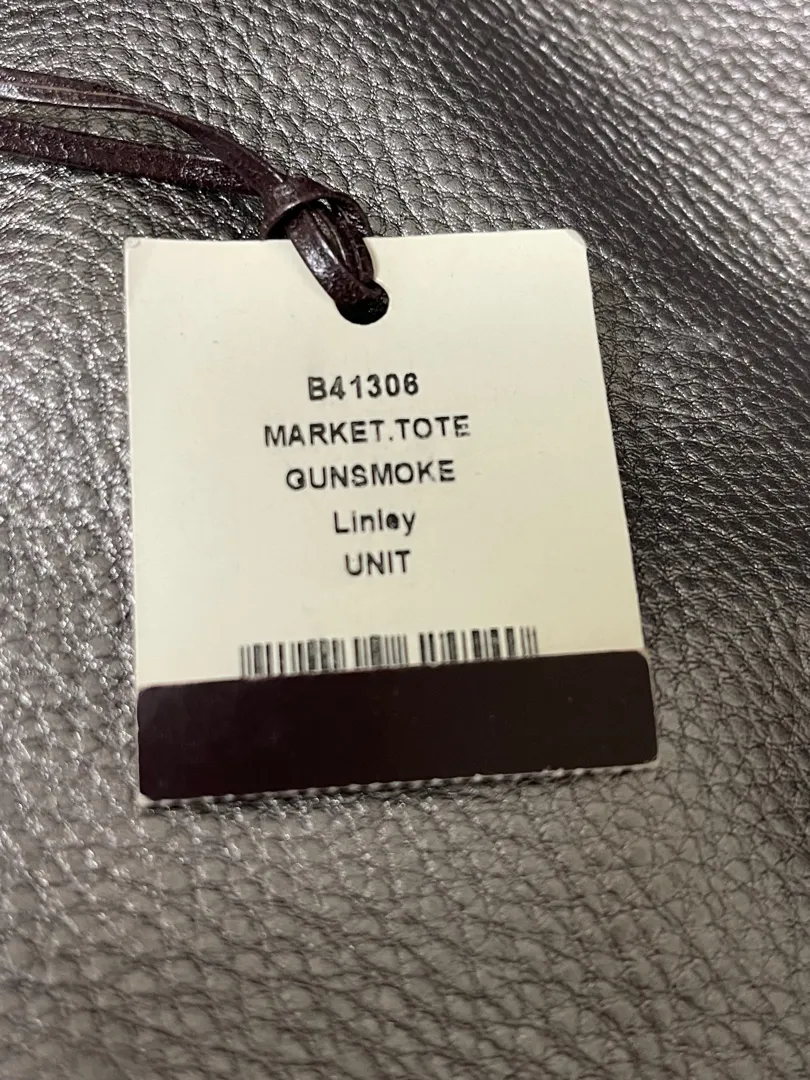 B41306
MARKET.TOTE
GUNSMOKE
Linley
UNIT